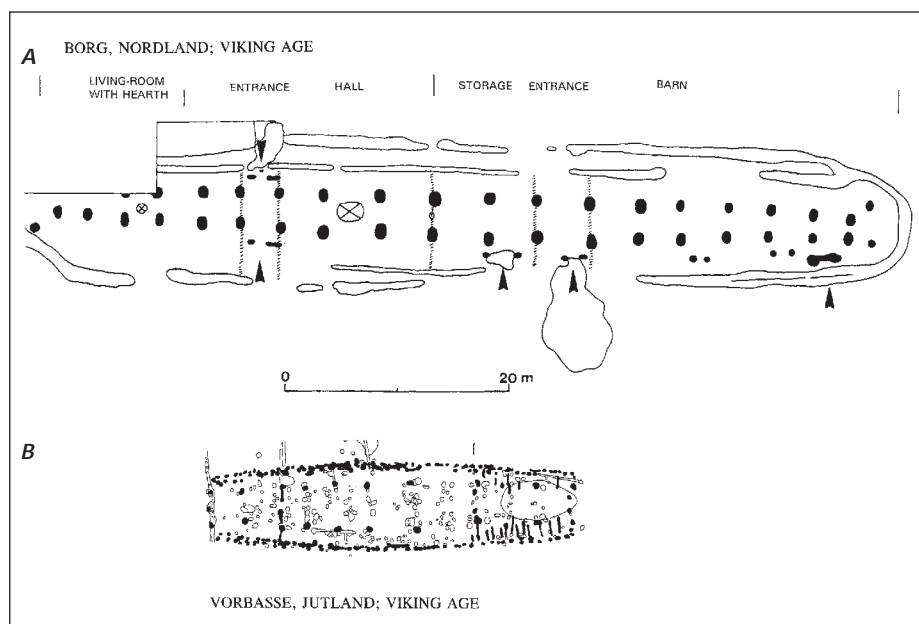 A BORG, NORDLAND; VIKING AGE
LIVING-ROOM
WITH HEARTH
ENTRANCE
HALL
STORAGE
ENTRANCE
BARN
0 20 m
B
VORBASSE, JUTLAND; VIKING AGE